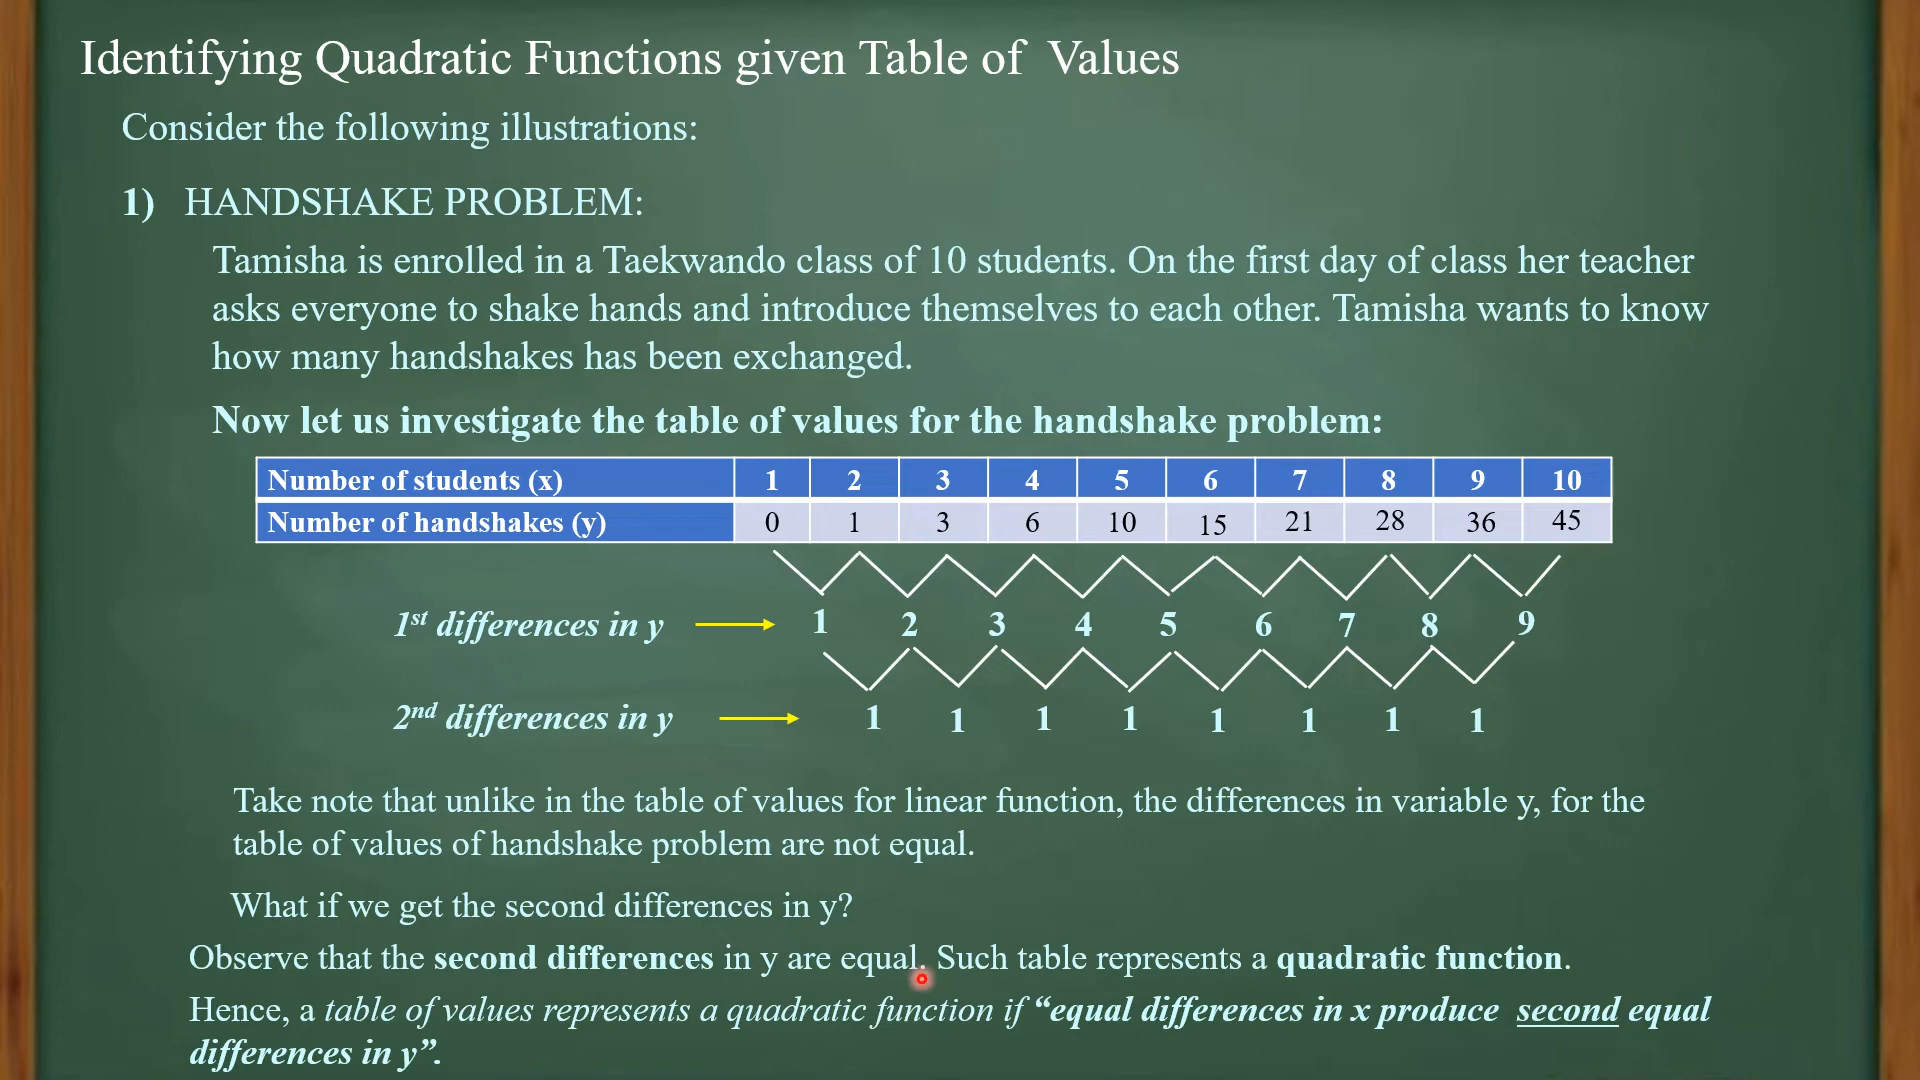 Identifying Quadratic Functions given Table of Values
Consider the following illustrations:
1) HANDSHAKE PROBLEM:
Tamisha is enrolled in a Taekwando class of 10 students. On the first day of class her teacher
asks everyone to shake hands and introduce themselves to each other. Tamisha wants to know
how many handshakes has been exchanged.
Now let us investigate the table of values for the handshake problem:
Number of students (x) 1 2 3 4 5 6 7 8 9 10
Number of handshakes (y) 0 1 3 6 10 15 21 28 36 45
1st differences in y 1 2 3 4 5 6 7 8 9
2nd differences in y 1 1 1 1 1 1 1 1
Take note that unlike in the table of values for linear function, the differences in variable y, for the
table of values of handshake problem are not equal.
What if we get the second differences in y?
Observe that the second differences in y are equal. Such table represents a quadratic function.
Hence, a table of values represents a quadratic function if “equal differences in x produce second equal
differences in y”.